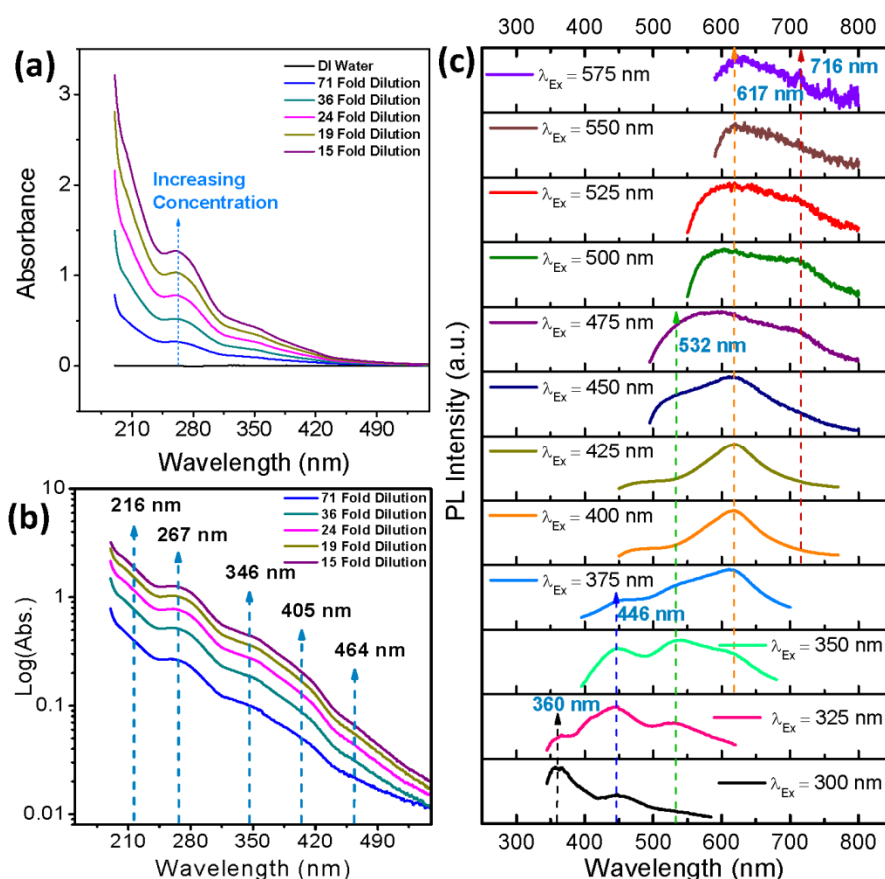 (a)
DI Water
71 Fold Dilution
36 Fold Dilution
24 Fold Dilution
19 Fold Dilution
15 Fold Dilution
Increasing
Concentration
Absorbance
3
2
1
0
210 280 350 420 490
Wavelength (nm)
(b)
71 Fold Dilution
36 Fold Dilution
24 Fold Dilution
19 Fold Dilution
15 Fold Dilution
216 nm
267 nm
346 nm
405 nm
464 nm
Log(Abs.)
10
1
0.1
0.01
210 280 350 420 490
Wavelength (nm)
(c)
300 400 500 600 700 800
λEx = 575 nm
716 nm
617 nm
λEx = 550 nm
λEx = 525 nm
λEx = 500 nm
λEx = 475 nm
532 nm
λEx = 450 nm
λEx = 425 nm
λEx = 400 nm
λEx = 375 nm
446 nm
λEx = 350 nm
360 nm
λEx = 325 nm
λEx = 300 nm
PL Intensity (a.u.)
300 400 500 600 700 800
Wavelength (nm)